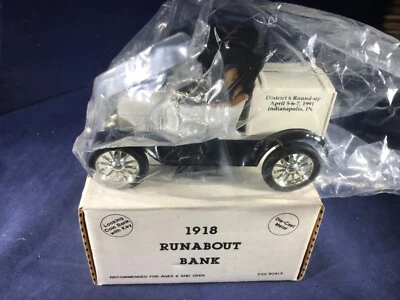 District 6 Round-up
April 5-6-7, 1991
Indianapolis, IN.
Locking
Coin Bank
with Key
1918
RUNABOUT
BANK
Die-Cast
Metal
RECOMMENDED FOR AGES 8 AND OVER
1/25 SCALE